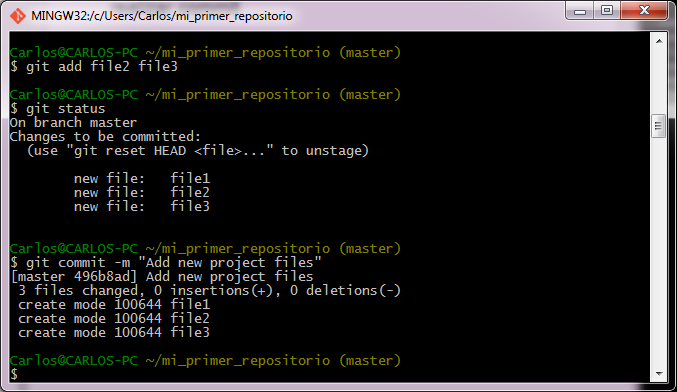 MINGW32:/c/Users/Carlos/mi_primer_repositorio
Carlos@CARLOS-PC ~/mi_primer_repositorio (master)
$ git add file2 file3
Carlos@CARLOS-PC ~/mi_primer_repositorio (master)
$ git status
On branch master
Changes to be committed:
  (use "git reset HEAD <file>..." to unstage)
        new file:   file1
        new file:   file2
        new file:   file3
Carlos@CARLOS-PC ~/mi_primer_repositorio (master)
$ git commit -m "Add new project files"
[master 496b8ad] Add new project files
 3 files changed, 0 insertions(+), 0 deletions(-)
 create mode 100644 file1
 create mode 100644 file2
 create mode 100644 file3
Carlos@CARLOS-PC ~/mi_primer_repositorio (master)
$